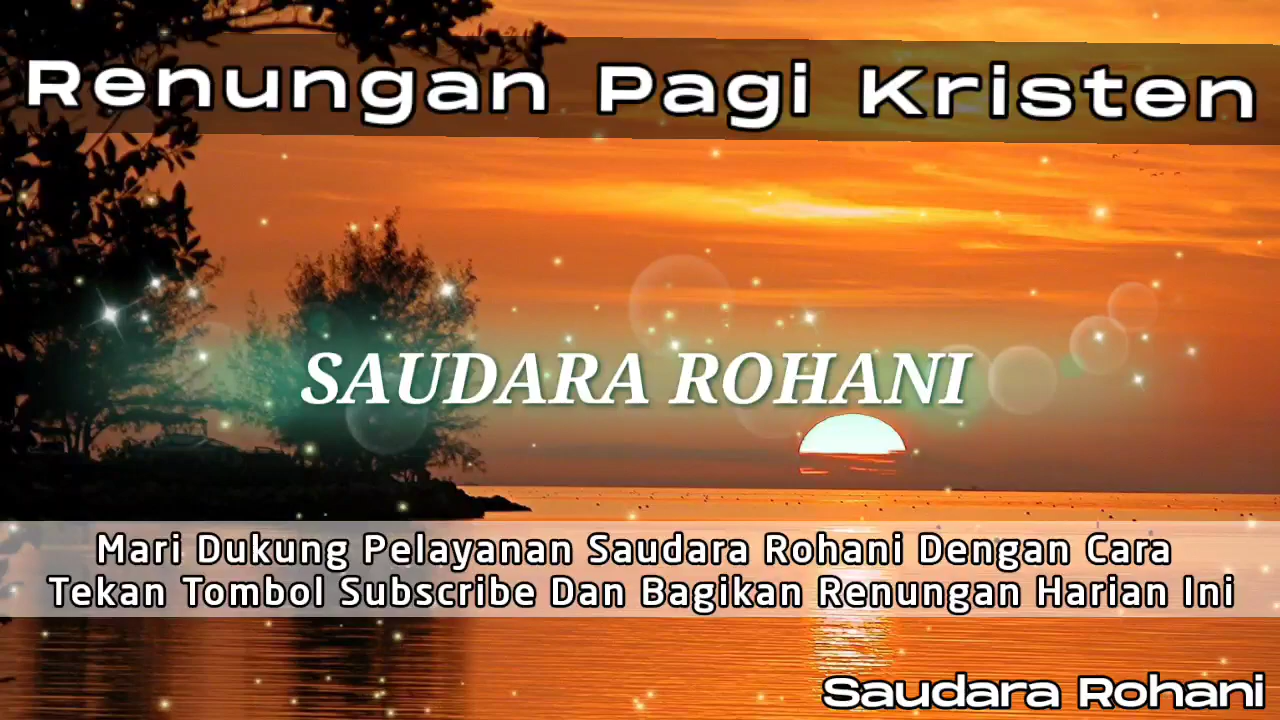 Renungan Pagi Kristen
SAUDARA ROHANI
Mari Dukung Pelayanan Saudara Rohani Dengan Cara
Tekan Tombol Subscribe Dan Bagikan Renungan Harian Ini
Saudara Rohani